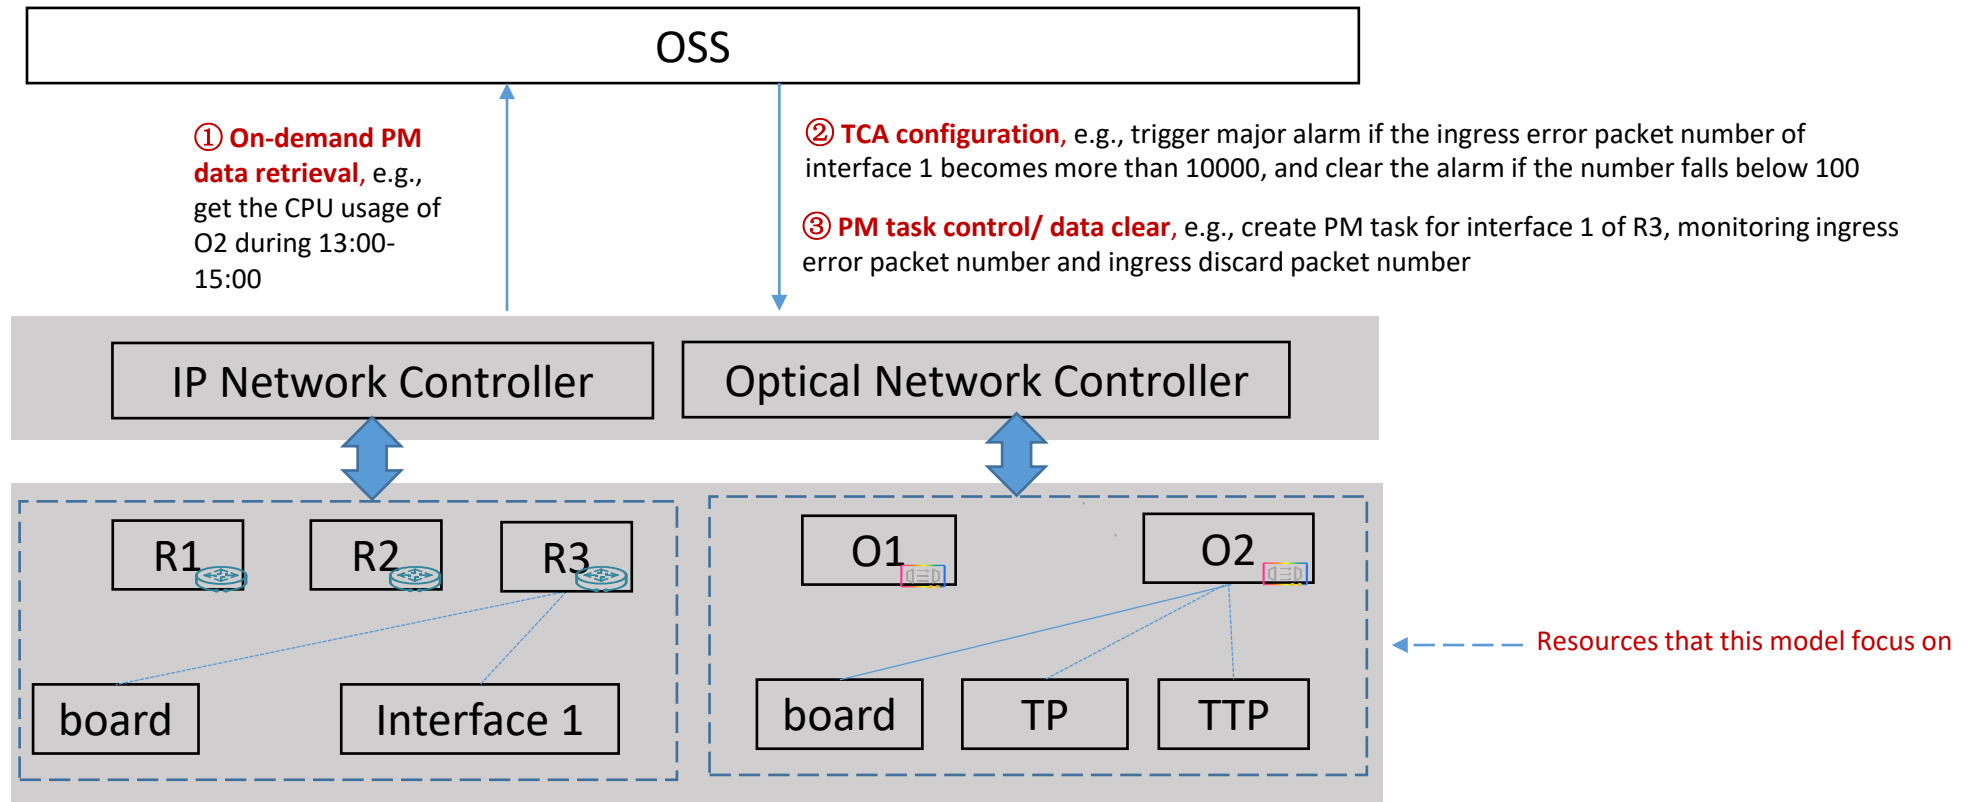 OSS
① On-demand PM
data retrieval, e.g.,
get the CPU usage of
O2 during 13:00-
15:00
② TCA configuration, e.g., trigger major alarm if the ingress error packet number of
interface 1 becomes more than 10000, and clear the alarm if the number falls below 100
③ PM task control/ data clear, e.g., create PM task for interface 1 of R3, monitoring ingress
error packet number and ingress discard packet number
IP Network Controller
Optical Network Controller
R1
R2
R3
O1
O2
Resources that this model focus on
board
Interface 1
board
TP
TTP